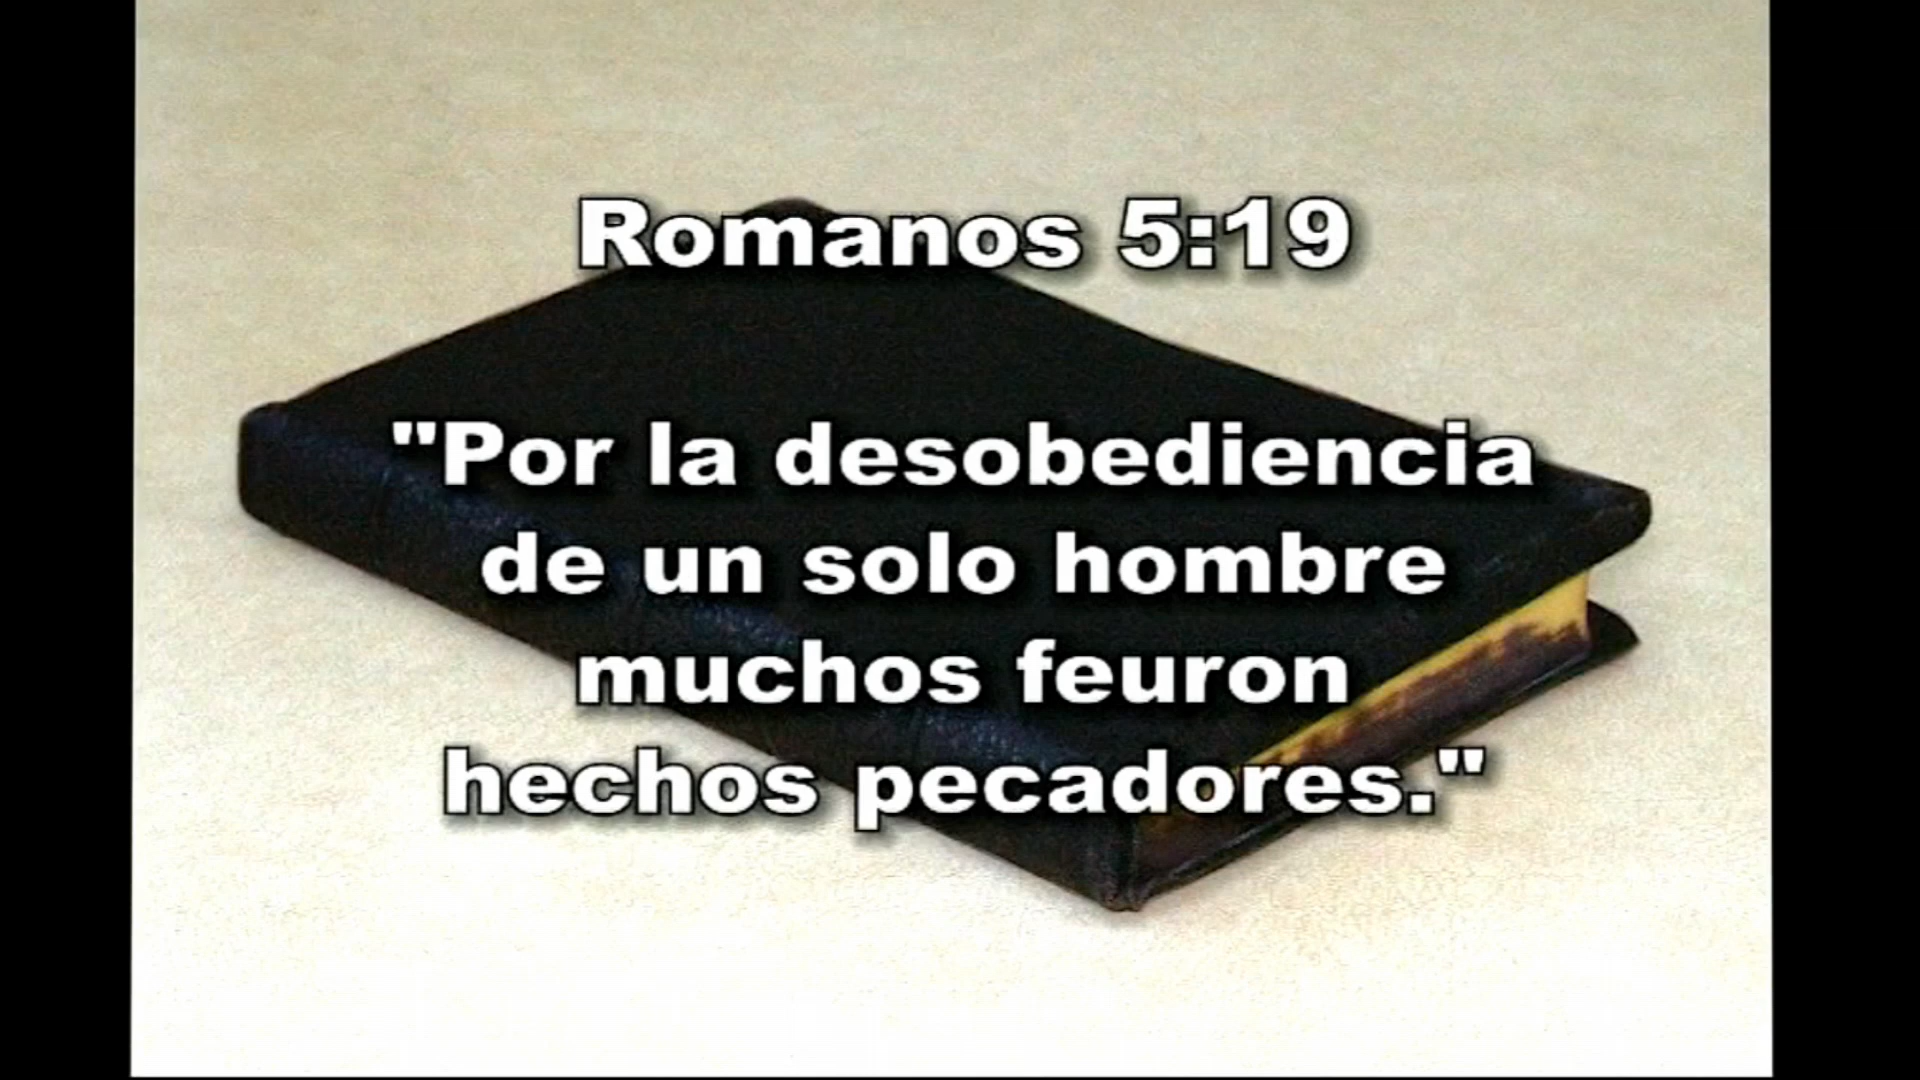 Romanos 5:19
"Por la desobediencia
de un solo hombre
muchos feuron
hechos pecadores."